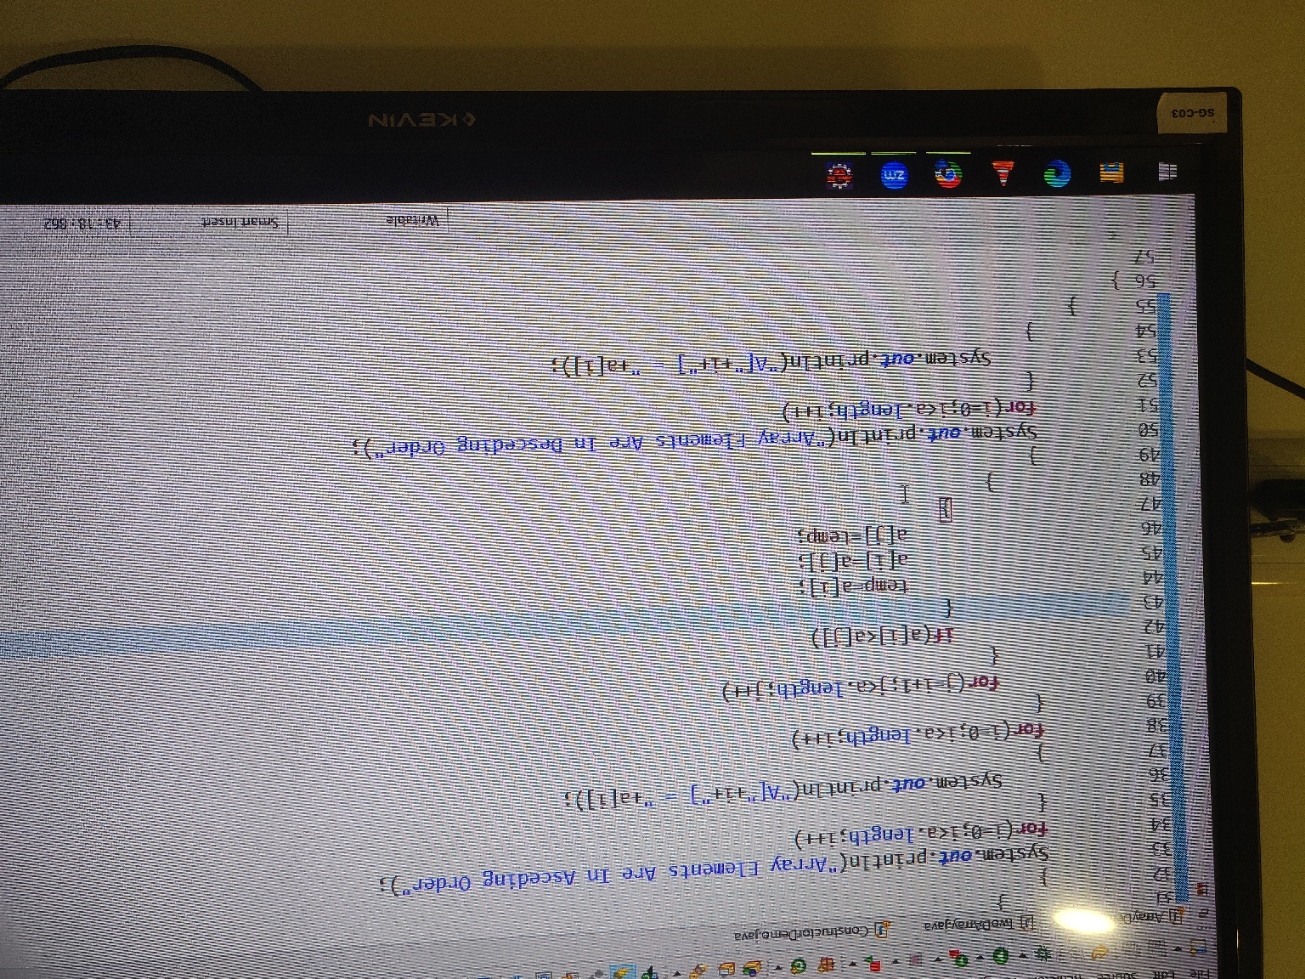 File Edit Source
ArrayD TwoDArray.java ConstructorDemo.java
31 }
32 }
33 System.out.println("Array Elements Are In Asceding Order");
34 for(i=0;i<a.length;i++)
35 {
36 System.out.println("A["+i+"] = "+a[i]);
37 }
38 for(i=0;i<a.length;i++)
39 {
40 for(j=i+1;j<a.length;j++)
41 {
42 if(a[i]<a[j])
43 {
44 temp=a[i];
45 a[i]=a[j];
46 a[j]=temp;
47 }
48 }
49 }
50 System.out.println("Array Elements Are In Desceding Order");
51 for(i=0;i<a.length;i++)
52 {
53 System.out.println("A["+i+"] = "+a[i]);
54 }
55 }
56 }
57
Writable Smart Insert 43 : 18 : 862
zm
SG-C03
KEVIN